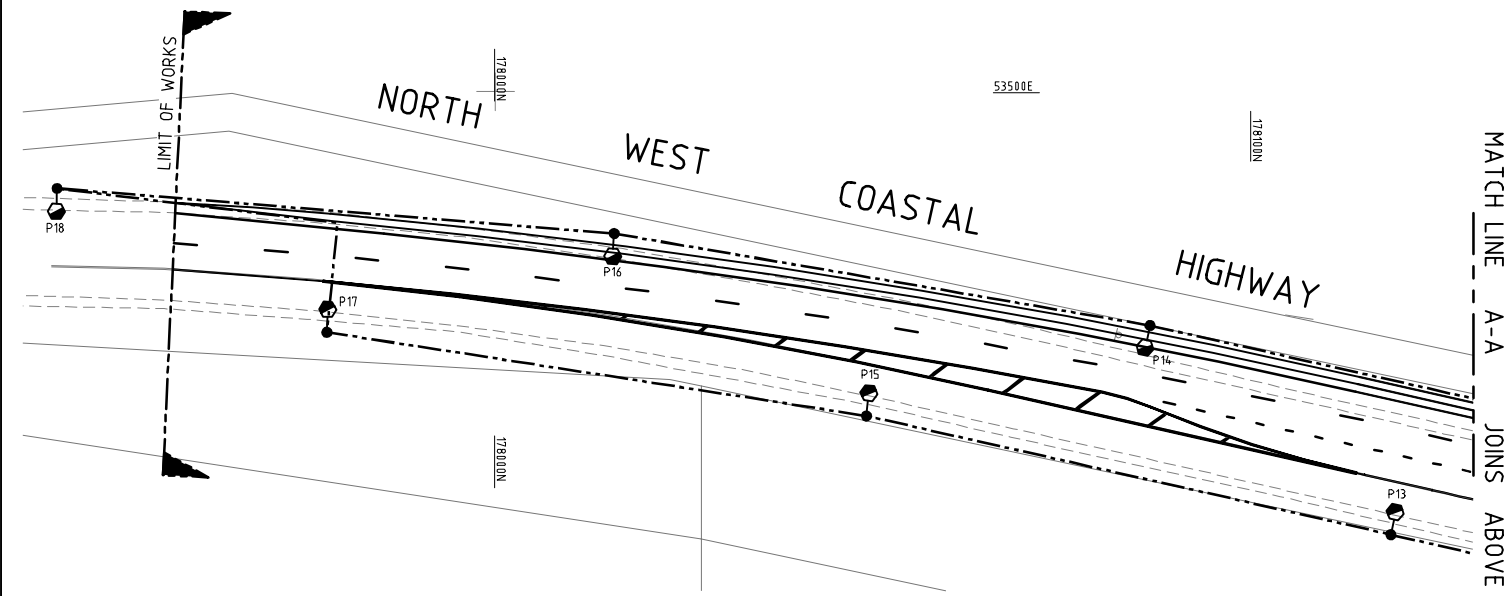 LIMIT OF WORKS
178000N
53500E
178100N
NORTH WEST COASTAL HIGHWAY
P18
P16
P17
P14
P15
P13
178000N
MATCH LINE A-A JOINS ABOVE